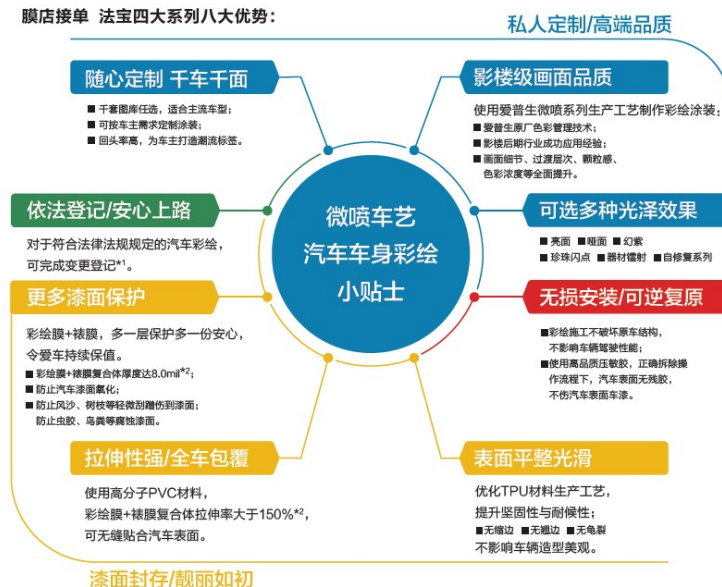 膜店接单 法宝四大系列八大优势：
私人定制/高端品质
随心定制 千车千面
■ 千套图库任选，适合主流车型；
■ 可按车主需求定制涂装；
■ 回头率高，为车主打造潮流标签。
影楼级画面品质
使用爱普生微喷系列生产工艺制作彩绘涂装；
■ 爱普生原厂色彩管理技术；
■ 影楼后期行业成功应用经验；
■ 画面细节、过渡层次、颗粒感、
色彩浓度等全面提升。
依法登记/安心上路
对于符合法律法规规定的汽车彩绘，
可完成变更登记*1。
可选多种光泽效果
■ 亮面 ■ 哑面 ■ 幻紫
■ 珍珠闪点 ■ 器材镭射 ■ 自修复系列
微喷车艺
汽车车身彩绘
小贴士
更多漆面保护
彩绘膜+裱膜，多一层保护多一份安心，
令爱车持续保值。
■ 彩绘膜+裱膜复合体厚度达8.0mil*2；
■ 防止汽车漆面氧化；
■ 防止风沙、树枝等轻微刮蹭伤到漆面；
防止虫胶、鸟粪等腐蚀漆面。
无损安装/可逆复原
■ 彩绘施工不破坏原车结构，
不影响车辆驾驶性能；
■ 使用高品质压敏胶，正确拆除操
作流程下，汽车表面无残胶，
不伤汽车表面车漆。
拉伸性强/全车包覆
使用高分子PVC材料，
彩绘膜+裱膜复合体拉伸率大于150%*2，
可无缝贴合汽车表面。
表面平整光滑
优化TPU材料生产工艺，
提升坚固性与耐候性；
■ 无缩边 ■ 无翘边 ■ 无龟裂
不影响车辆造型美观。
漆面封存/靓丽如初